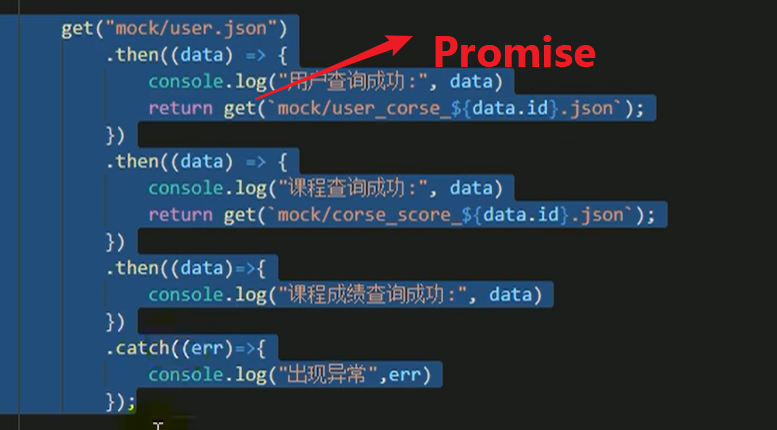 get("mock/user.json")
Promise
.then((data) => {
console.log("用户查询成功:", data)
return get(`mock/user_corse_${data.id}.json`);
})
.then((data) => {
console.log("课程查询成功:", data)
return get(`mock/corse_score_${data.id}.json`);
})
.then((data)=>{
console.log("课程成绩查询成功:", data)
})
.catch((err)=>{
console.log("出现异常",err)
});